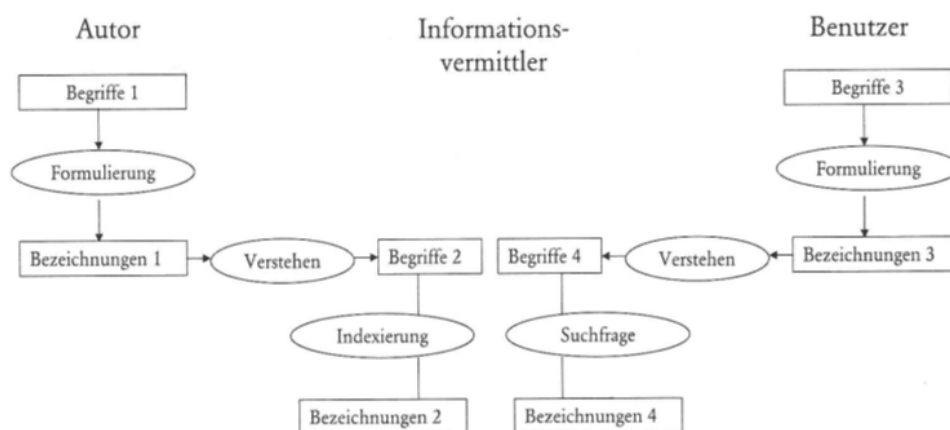 Autor
Informations-
vermittler
Benutzer
Begriffe 1
Begriffe 3
Formulierung
Formulierung
Bezeichnungen 1
Verstehen
Begriffe 2
Begriffe 4
Verstehen
Bezeichnungen 3
Indexierung
Suchfrage
Bezeichnungen 2
Bezeichnungen 4